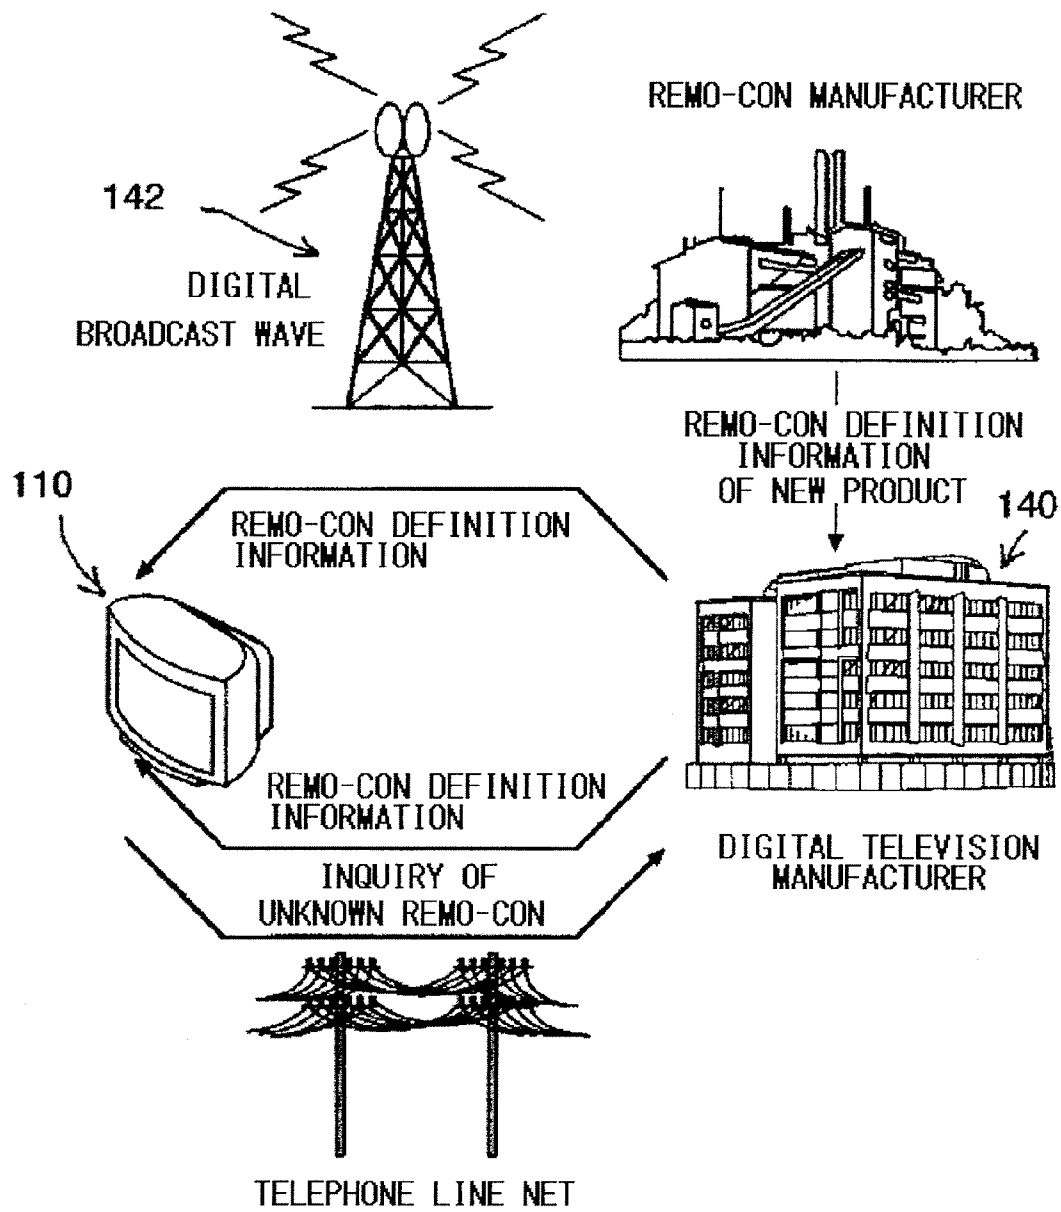 REMO-CON MANUFACTURER
142
DIGITAL
BROADCAST WAVE
REMO-CON DEFINITION
INFORMATION
OF NEW PRODUCT
110
140
REMO-CON DEFINITION
INFORMATION
REMO-CON DEFINITION
INFORMATION
DIGITAL TELEVISION
MANUFACTURER
INQUIRY OF
UNKNOWN REMO-CON
TELEPHONE LINE NET